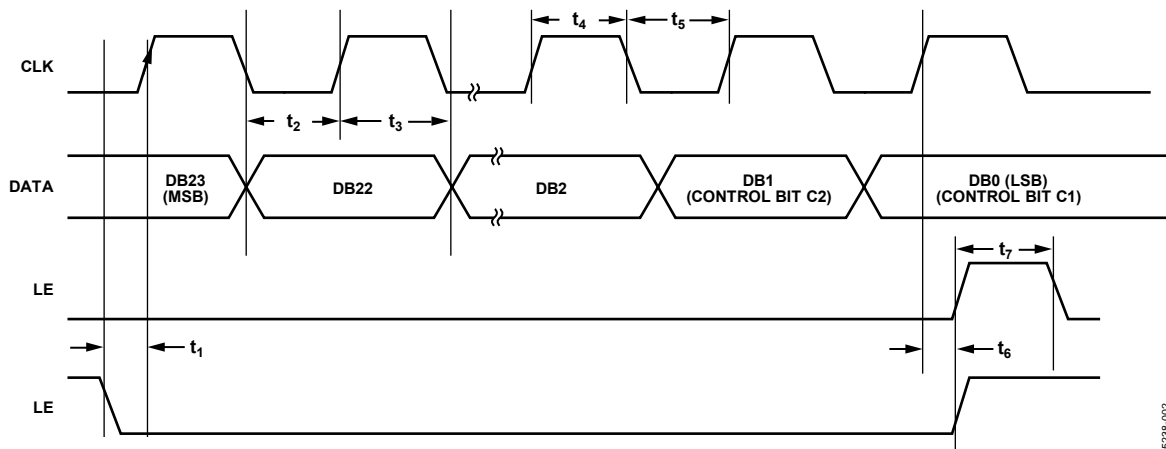 t4
t5
CLK
t2
t3
DATA
DB23
(MSB)
DB22
DB2
DB1
(CONTROL BIT C2)
DB0 (LSB)
(CONTROL BIT C1)
t7
LE
t1
t6
LE